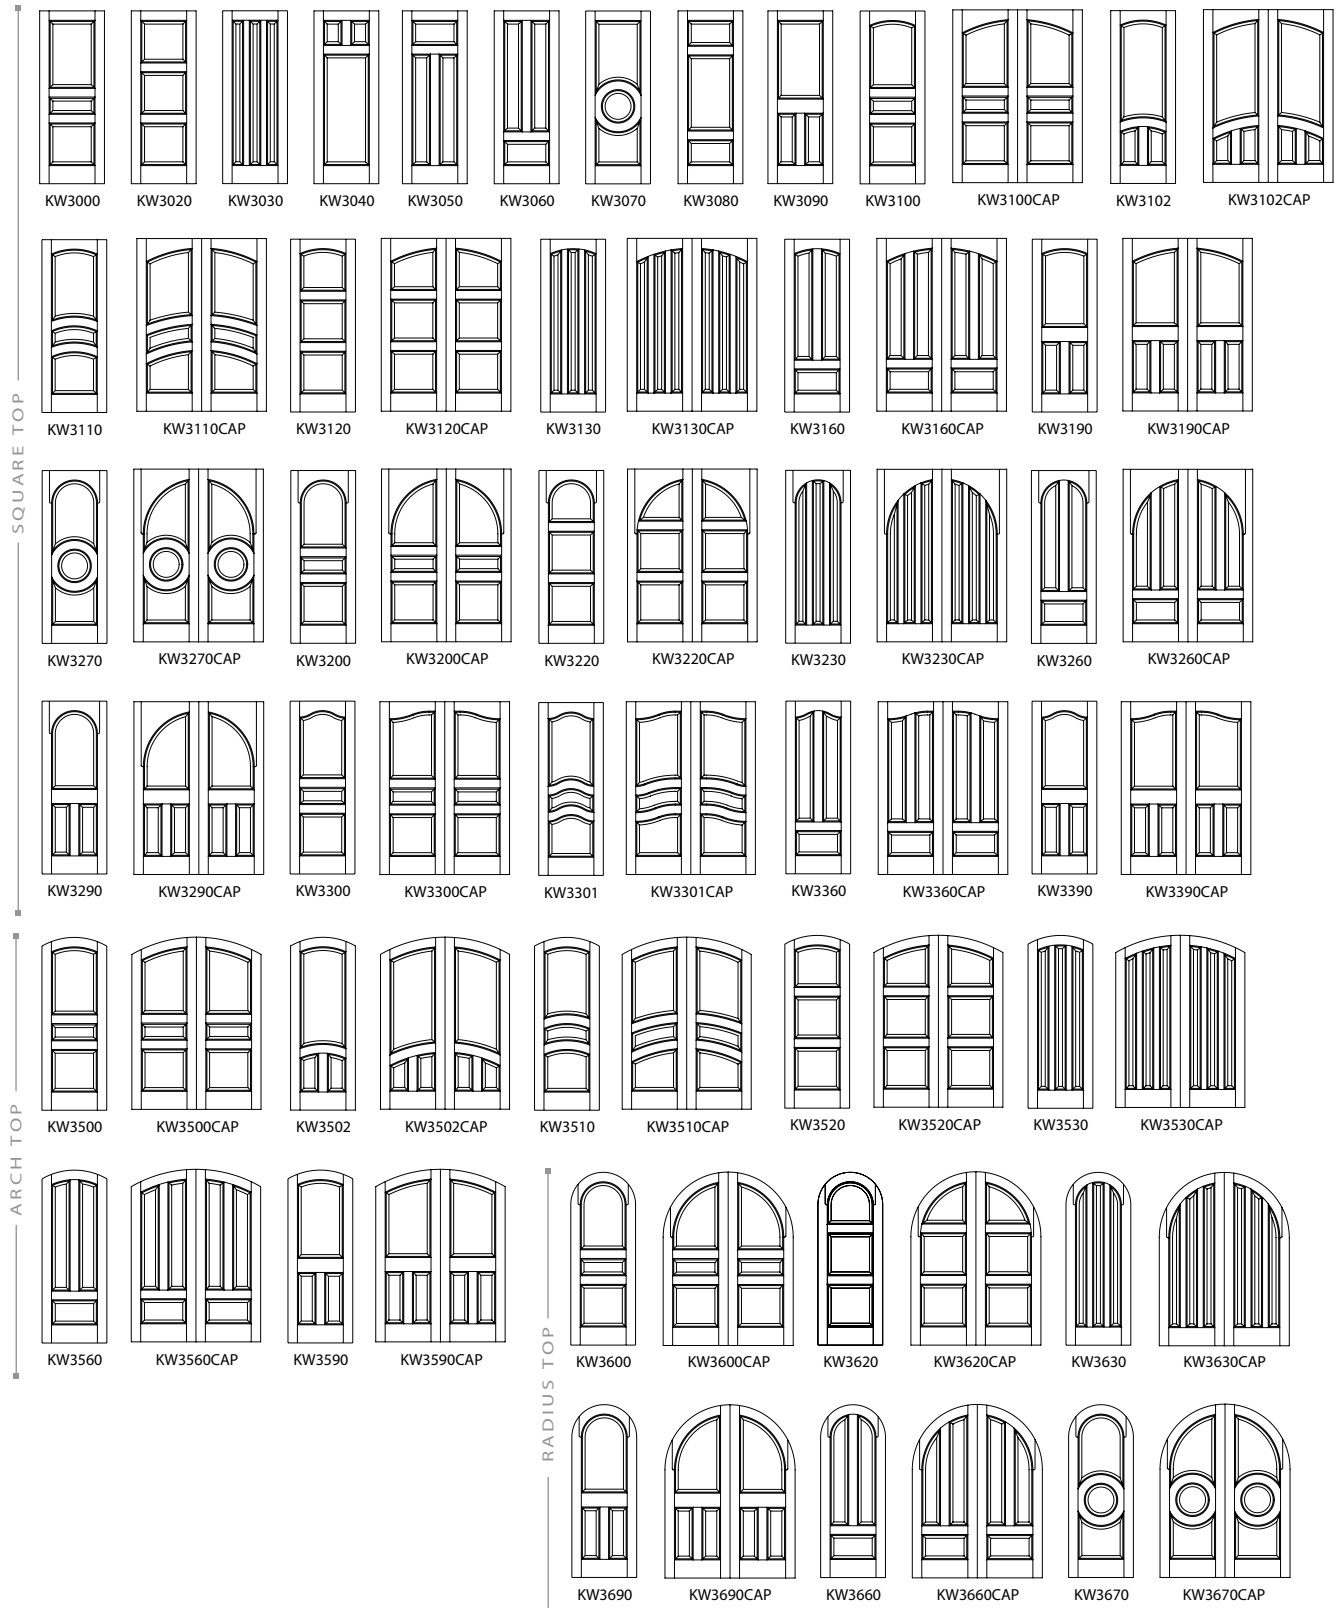 SQUARE TOP
KW3000 KW3020 KW3030 KW3040 KW3050 KW3060 KW3070 KW3080 KW3090 KW3100 KW3100CAP KW3102 KW3102CAP
KW3110 KW3110CAP KW3120 KW3120CAP KW3130 KW3130CAP KW3160 KW3160CAP KW3190 KW3190CAP
KW3270 KW3270CAP KW3200 KW3200CAP KW3220 KW3220CAP KW3230 KW3230CAP KW3260 KW3260CAP
KW3290 KW3290CAP KW3300 KW3300CAP KW3301 KW3301CAP KW3360 KW3360CAP KW3390 KW3390CAP
ARCH TOP
KW3500 KW3500CAP KW3502 KW3502CAP KW3510 KW3510CAP KW3520 KW3520CAP KW3530 KW3530CAP
KW3560 KW3560CAP KW3590 KW3590CAP
RADIUS TOP
KW3600 KW3600CAP KW3620 KW3620CAP KW3630 KW3630CAP
KW3690 KW3690CAP KW3660 KW3660CAP KW3670 KW3670CAP